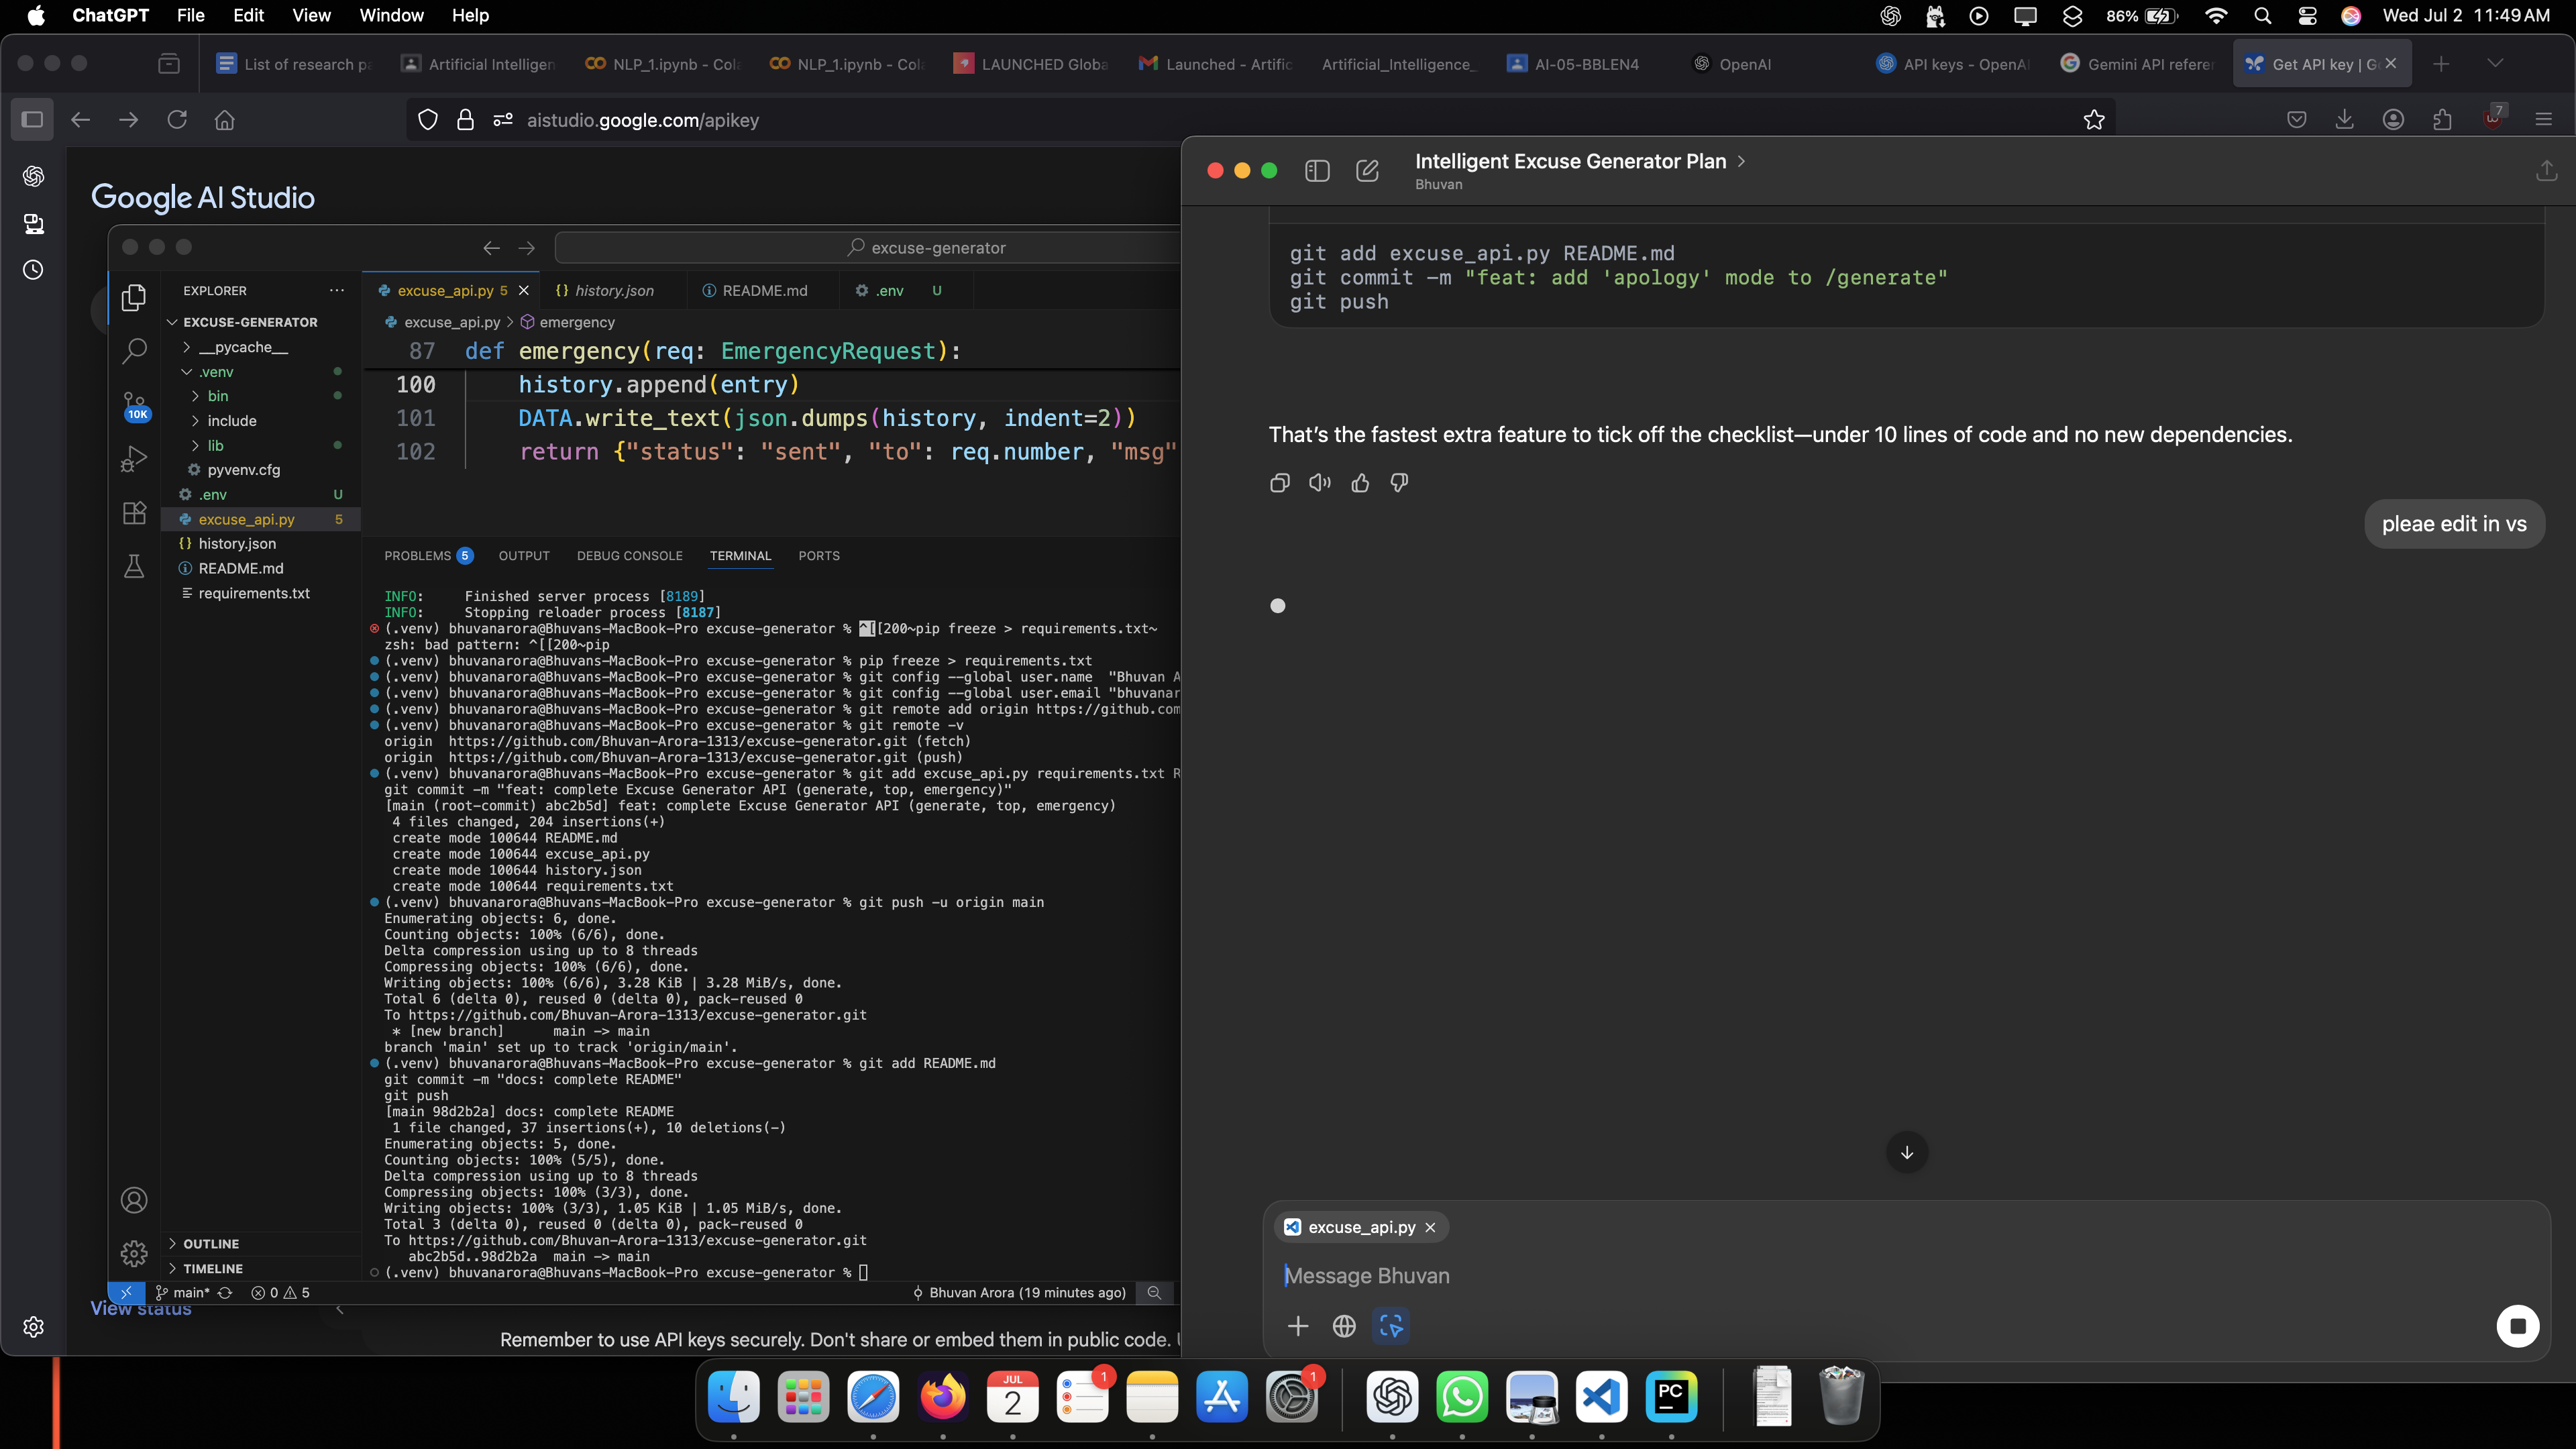 ChatGPT File Edit View Window Help
86% Wed Jul 2 11:49 AM
List of research pa
Artificial Intelligen
NLP_1.ipynb - Cola
NLP_1.ipynb - Cola
LAUNCHED Globa
Launched - Artific
Artificial_Intelligence_
AI-05-BBLEN4
OpenAI
API keys - OpenAI
Gemini API referen
Get API key | G
aistudio.google.com/apikey
7
Google AI Studio
excuse-generator
EXPLORER
EXCUSE-GENERATOR
__pycache__
.venv
bin
include
lib
pyvenv.cfg
.env U
excuse_api.py 5
history.json
README.md
requirements.txt
10K
OUTLINE
TIMELINE
excuse_api.py 5
{} history.json
README.md
.env U
excuse_api.py > emergency
87 def emergency(req: EmergencyRequest):
100 history.append(entry)
101 DATA.write_text(json.dumps(history, indent=2))
102 return {"status": "sent", "to": req.number, "msg"
PROBLEMS 5 OUTPUT DEBUG CONSOLE TERMINAL PORTS
INFO: Finished server process [8189]
INFO: Stopping reloader process [8187]
(.venv) bhuvanarora@Bhuvans-MacBook-Pro excuse-generator % ^[[200~pip freeze > requirements.txt~
zsh: bad pattern: ^[[200~pip
(.venv) bhuvanarora@Bhuvans-MacBook-Pro excuse-generator % pip freeze > requirements.txt
(.venv) bhuvanarora@Bhuvans-MacBook-Pro excuse-generator % git config --global user.name "Bhuvan A
(.venv) bhuvanarora@Bhuvans-MacBook-Pro excuse-generator % git config --global user.email "bhuvanar
(.venv) bhuvanarora@Bhuvans-MacBook-Pro excuse-generator % git remote add origin https://github.com
(.venv) bhuvanarora@Bhuvans-MacBook-Pro excuse-generator % git remote -v
origin https://github.com/Bhuvan-Arora-1313/excuse-generator.git (fetch)
origin https://github.com/Bhuvan-Arora-1313/excuse-generator.git (push)
(.venv) bhuvanarora@Bhuvans-MacBook-Pro excuse-generator % git add excuse_api.py requirements.txt R
git commit -m "feat: complete Excuse Generator API (generate, top, emergency)"
[main (root-commit) abc2b5d] feat: complete Excuse Generator API (generate, top, emergency)
4 files changed, 204 insertions(+)
create mode 100644 README.md
create mode 100644 excuse_api.py
create mode 100644 history.json
create mode 100644 requirements.txt
(.venv) bhuvanarora@Bhuvans-MacBook-Pro excuse-generator % git push -u origin main
Enumerating objects: 6, done.
Counting objects: 100% (6/6), done.
Delta compression using up to 8 threads
Compressing objects: 100% (6/6), done.
Writing objects: 100% (6/6), 3.28 KiB | 3.28 MiB/s, done.
Total 6 (delta 0), reused 0 (delta 0), pack-reused 0
To https://github.com/Bhuvan-Arora-1313/excuse-generator.git
* [new branch] main -> main
branch 'main' set up to track 'origin/main'.
(.venv) bhuvanarora@Bhuvans-MacBook-Pro excuse-generator % git add README.md
git commit -m "docs: complete README"
git push
[main 98d2b2a] docs: complete README
1 file changed, 37 insertions(+), 10 deletions(-)
Enumerating objects: 5, done.
Counting objects: 100% (5/5), done.
Delta compression using up to 8 threads
Compressing objects: 100% (3/3), done.
Writing objects: 100% (3/3), 1.05 KiB | 1.05 MiB/s, done.
Total 3 (delta 0), reused 0 (delta 0), pack-reused 0
To https://github.com/Bhuvan-Arora-1313/excuse-generator.git
abc2b5d..98d2b2a main -> main
(.venv) bhuvanarora@Bhuvans-MacBook-Pro excuse-generator %
main* 0 5 Bhuvan Arora (19 minutes ago)
View status
Remember to use API keys securely. Don't share or embed them in public code. U
Intelligent Excuse Generator Plan >
Bhuvan
git add excuse_api.py README.md
git commit -m "feat: add 'apology' mode to /generate"
git push
That's the fastest extra feature to tick off the checklist—under 10 lines of code and no new dependencies.
pleae edit in vs
excuse_api.py
Message Bhuvan
JUL
2
1
1
PC